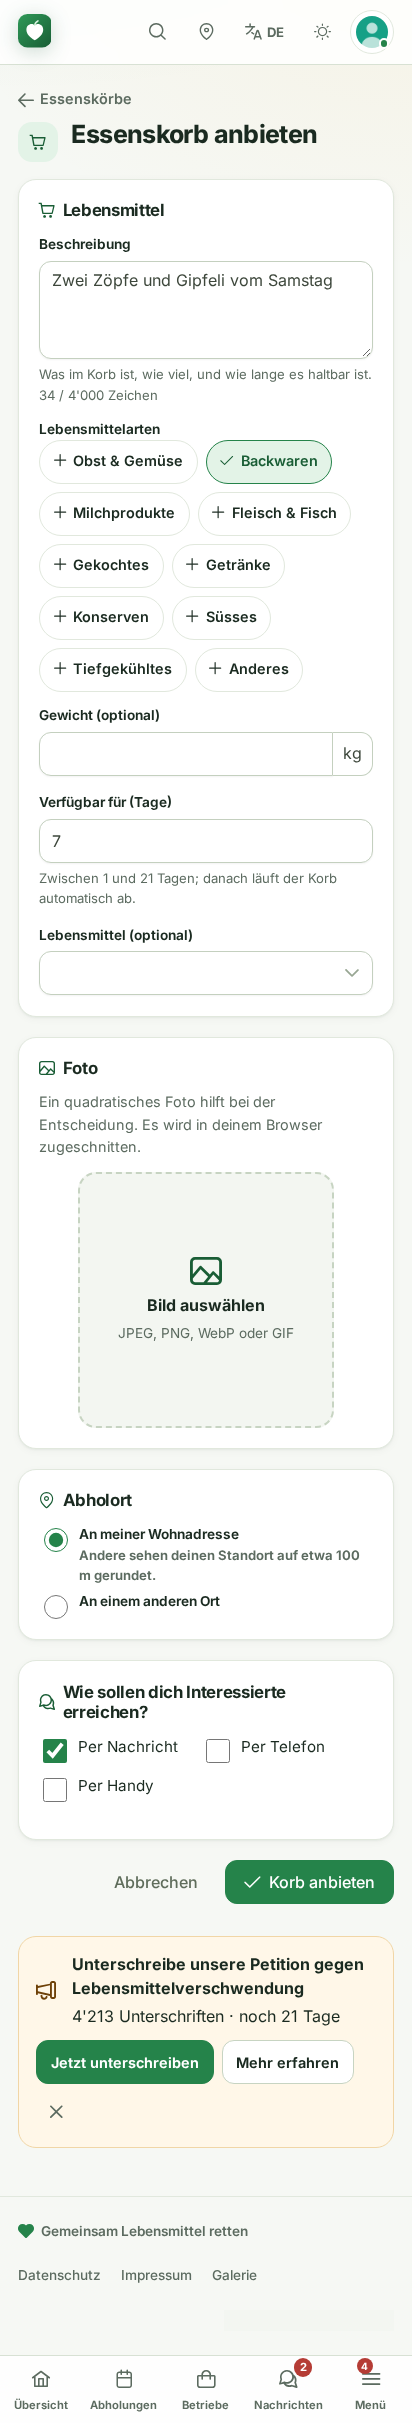 DE
Essenskörbe
Essenskorb anbieten
Lebensmittel
Beschreibung
Zwei Zöpfe und Gipfeli vom Samstag
Was im Korb ist, wie viel, und wie lange es haltbar ist.
34 / 4'000 Zeichen
Lebensmittelarten
Obst & Gemüse
Backwaren
Milchprodukte
Fleisch & Fisch
Gekochtes
Getränke
Konserven
Süsses
Tiefgekühltes
Anderes
Gewicht (optional)
kg
Verfügbar für (Tage)
7
Zwischen 1 und 21 Tagen; danach läuft der Korb
automatisch ab.
Lebensmittel (optional)
Foto
Ein quadratisches Foto hilft bei der
Entscheidung. Es wird in deinem Browser
zugeschnitten.
Bild auswählen
JPEG, PNG, WebP oder GIF
Abholort
An meiner Wohnadresse
Andere sehen deinen Standort auf etwa 100
m gerundet.
An einem anderen Ort
Wie sollen dich Interessierte
erreichen?
Per Nachricht
Per Telefon
Per Handy
Abbrechen
Korb anbieten
Unterschreibe unsere Petition gegen
Lebensmittelverschwendung
4'213 Unterschriften · noch 21 Tage
Jetzt unterschreiben
Mehr erfahren
Gemeinsam Lebensmittel retten
Datenschutz
Impressum
Galerie
Übersicht
Abholungen
Betriebe
2
Nachrichten
4
Menü